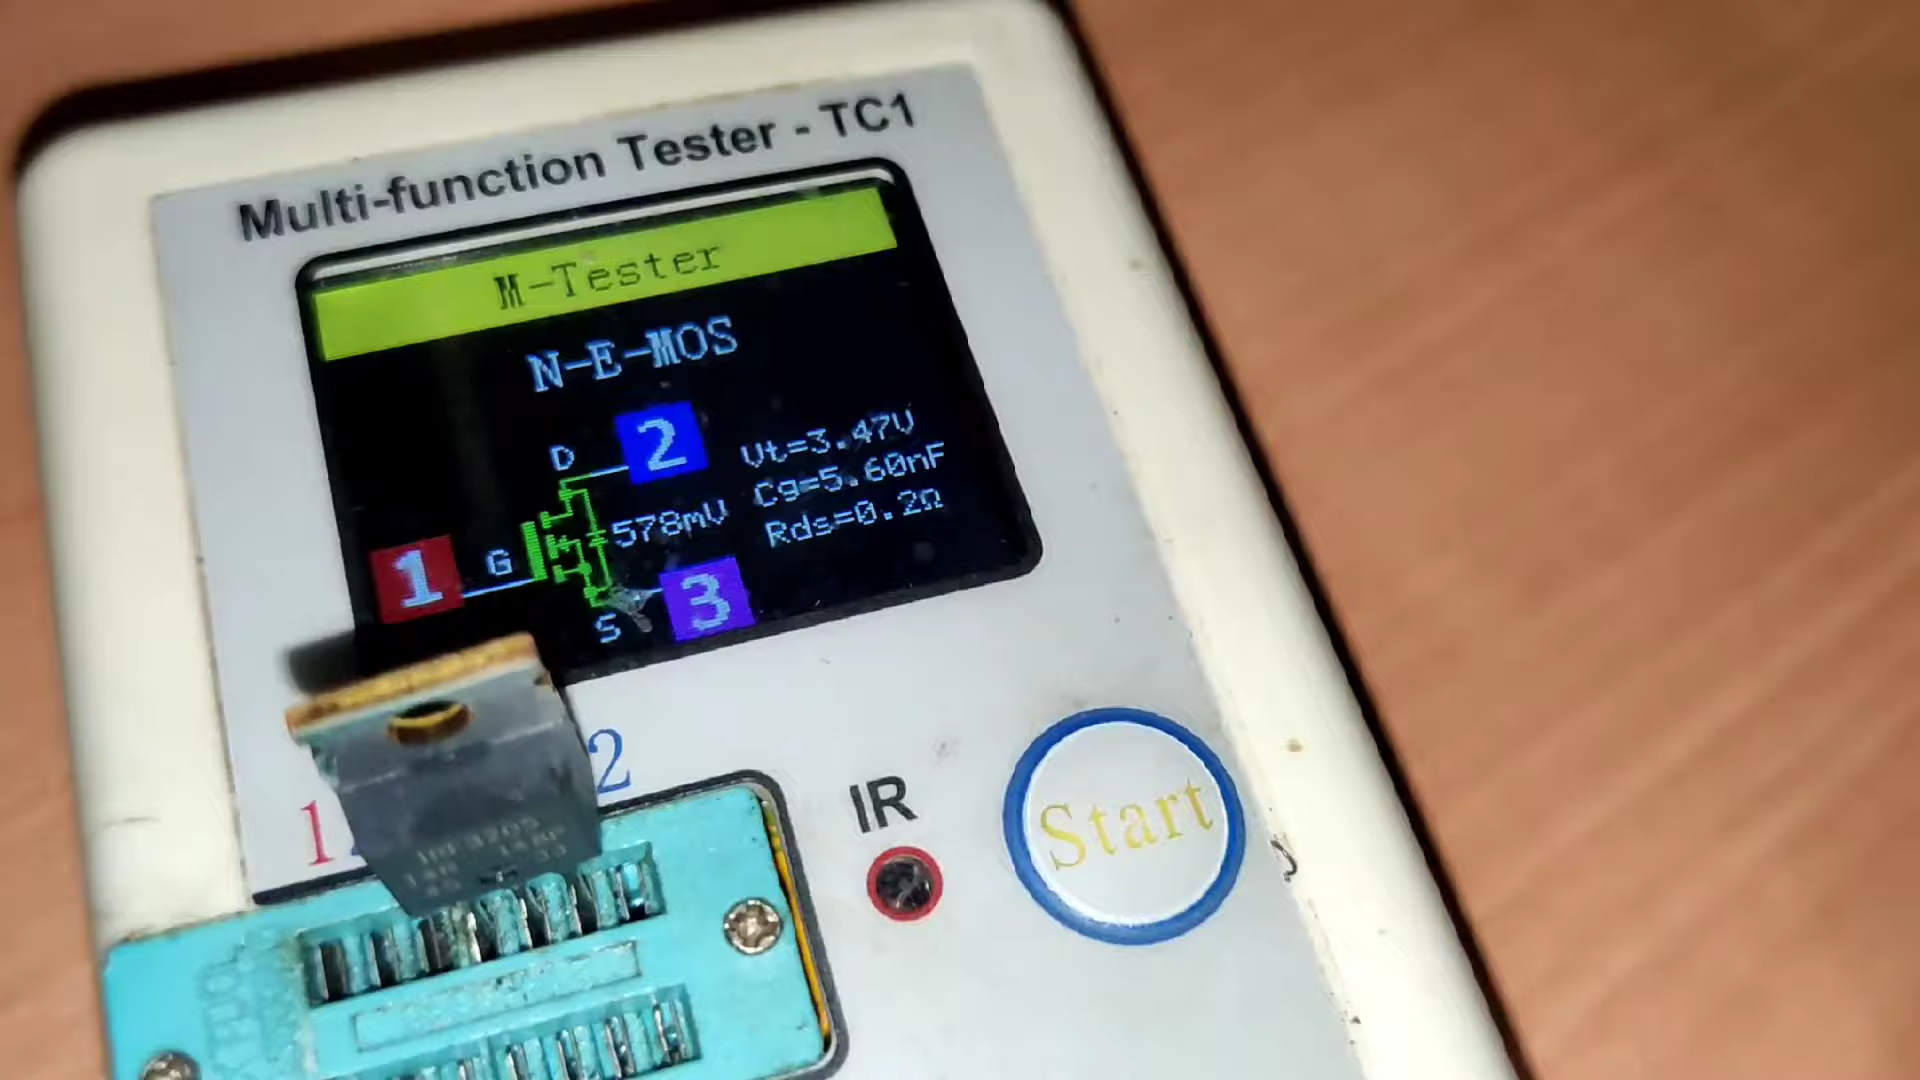 Multi-function Tester - TC1
M-Tester
N-E-MOS
D
2
Vt=3.47V
Cg=5.60nF
Rds=0.2Ω
578mV
1
G
S
3
2
1
IR
Start